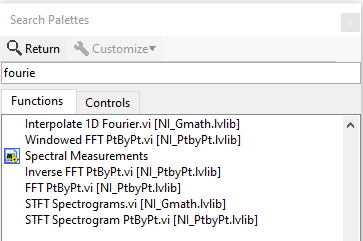 Search Palettes
Return
Customize
fourie
Functions
Controls
Interpolate 1D Fourier.vi [NI_Gmath.lvlib]
Windowed FFT PtByPt.vi [NI_PtbyPt.lvlib]
Spectral Measurements
Inverse FFT PtByPt.vi [NI_PtbyPt.lvlib]
FFT PtByPt.vi [NI_PtbyPt.lvlib]
STFT Spectrograms.vi [NI_Gmath.lvlib]
STFT Spectrogram PtByPt.vi [NI_PtbyPt.lvlib]